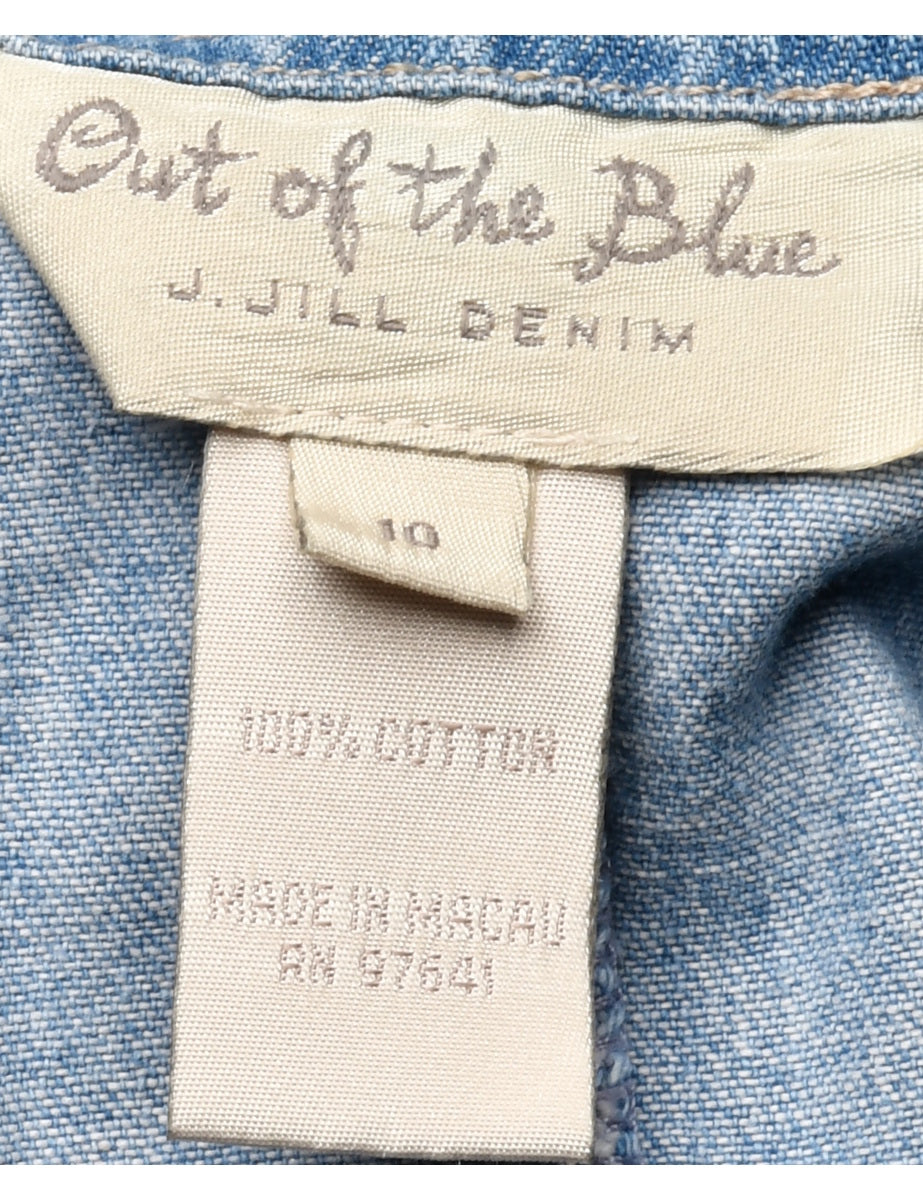 Out of the Blue
J. JILL DENIM
10
100% COTTON
MADE IN MACAU
RN 97641